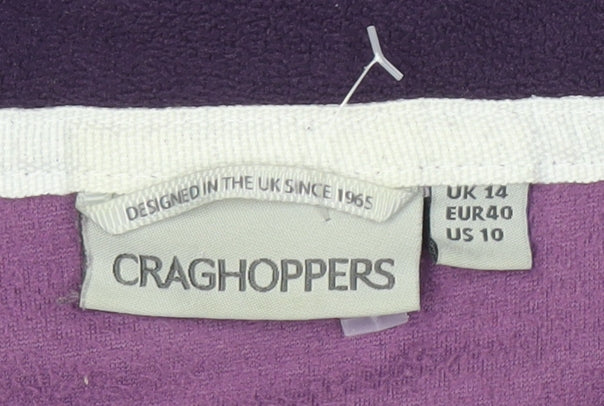 DESIGNED IN THE UK SINCE 1965
CRAGHOPPERS
UK 14
EUR40
US 10